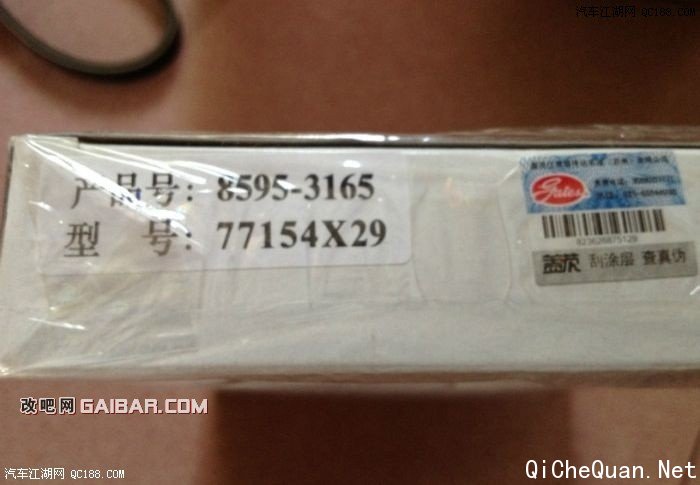 汽车江湖网 QC188.COM
产品号: 8595-3165
型 号: 77154X29
Gates
823626875129
盖茨 刮涂层 查真伪
改吧网 GAIBAR.COM
汽车江湖网 QC188.COM
QiCheQuan.Net